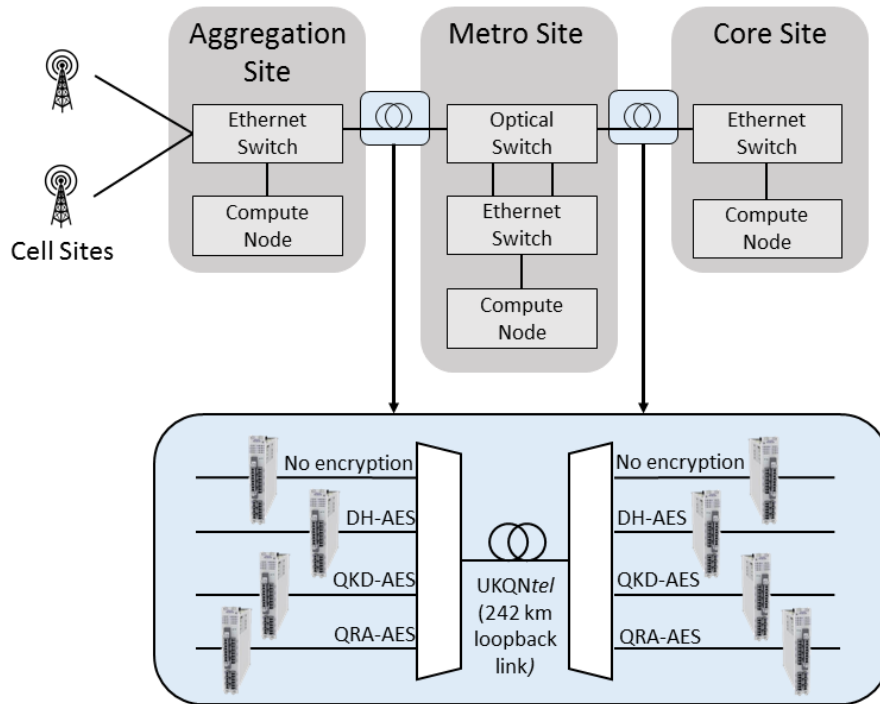 Aggregation
Site
Metro Site
Core Site
Ethernet
Switch
Optical
Switch
Ethernet
Switch
Compute
Node
Ethernet
Switch
Compute
Node
Cell Sites
Compute
Node
No encryption
No encryption
DH-AES
DH-AES
QKD-AES
UKQNtel
QKD-AES
(242 km
QRA-AES
loopback
QRA-AES
link)